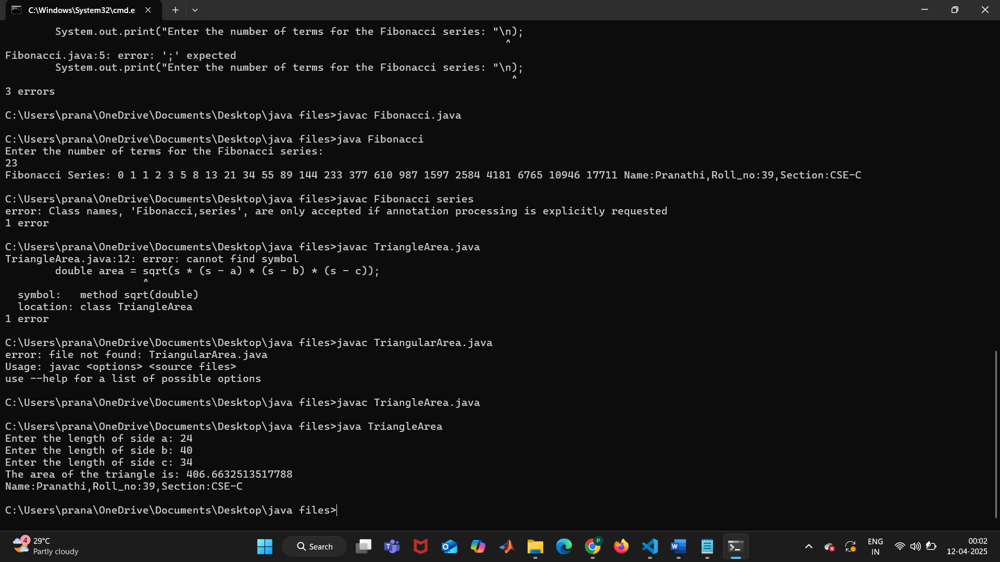 C:\Windows\System32\cmd.e
        System.out.print("Enter the number of terms for the Fibonacci series: "\n);
                                                                                ^
Fibonacci.java:5: error: ';' expected
        System.out.print("Enter the number of terms for the Fibonacci series: "\n);
                                                                                 ^
3 errors
C:\Users\prana\OneDrive\Documents\Desktop\java files>javac Fibonacci.java
C:\Users\prana\OneDrive\Documents\Desktop\java files>java Fibonacci
Enter the number of terms for the Fibonacci series:
23
Fibonacci Series: 0 1 1 2 3 5 8 13 21 34 55 89 144 233 377 610 987 1597 2584 4181 6765 10946 17711 Name:Pranathi,Roll_no:39,Section:CSE-C
C:\Users\prana\OneDrive\Documents\Desktop\java files>javac Fibonacci series
error: Class names, 'Fibonacci,series', are only accepted if annotation processing is explicitly requested
1 error
C:\Users\prana\OneDrive\Documents\Desktop\java files>javac TriangleArea.java
TriangleArea.java:12: error: cannot find symbol
        double area = sqrt(s * (s - a) * (s - b) * (s - c));
                      ^
  symbol:   method sqrt(double)
  location: class TriangleArea
1 error
C:\Users\prana\OneDrive\Documents\Desktop\java files>javac TriangularArea.java
error: file not found: TriangularArea.java
Usage: javac <options> <source files>
use --help for a list of possible options
C:\Users\prana\OneDrive\Documents\Desktop\java files>javac TriangleArea.java
C:\Users\prana\OneDrive\Documents\Desktop\java files>java TriangleArea
Enter the length of side a: 24
Enter the length of side b: 40
Enter the length of side c: 34
The area of the triangle is: 406.6632513517788
Name:Pranathi,Roll_no:39,Section:CSE-C
C:\Users\prana\OneDrive\Documents\Desktop\java files>
4
29°C
Partly cloudy
Search
P
ENG
IN
00:02
12-04-2025